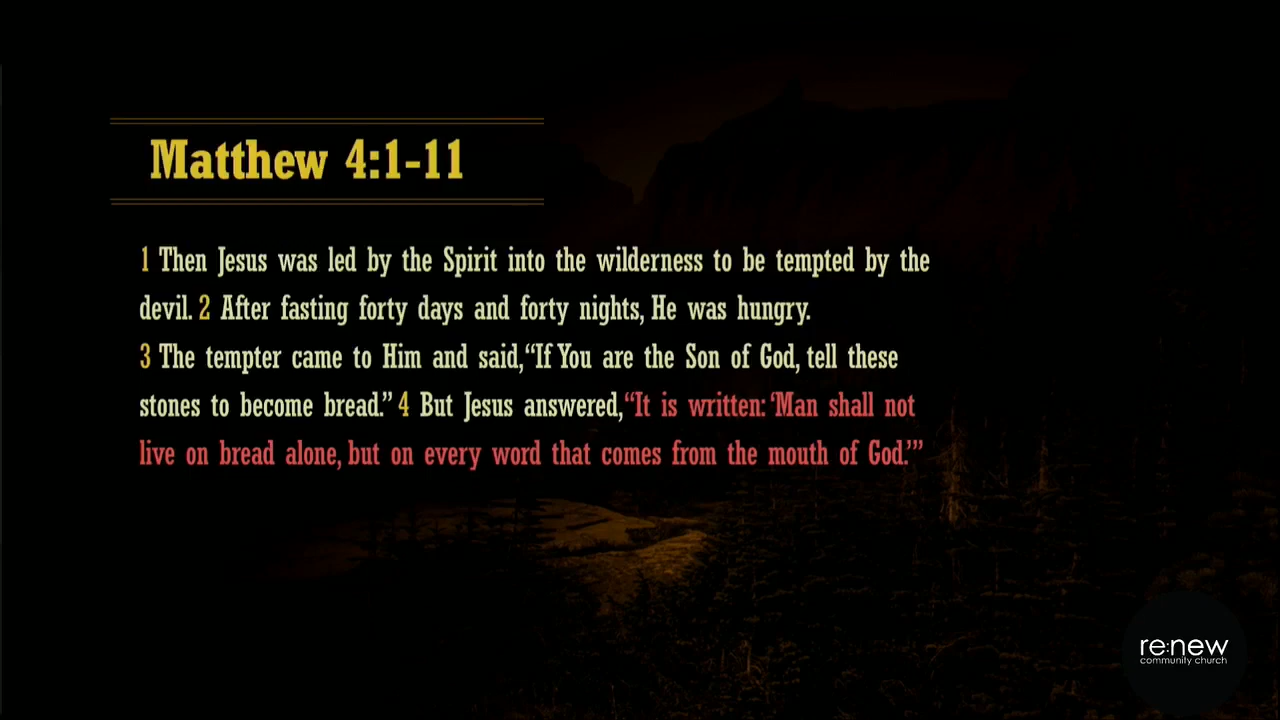 Matthew 4:1-11
1 Then Jesus was led by the Spirit into the wilderness to be tempted by the
devil. 2 After fasting forty days and forty nights, He was hungry.
3 The tempter came to Him and said,“If You are the Son of God, tell these
stones to become bread.” 4 But Jesus answered,“It is written: ‘Man shall not
live on bread alone, but on every word that comes from the mouth of God.’”
re:new
community church